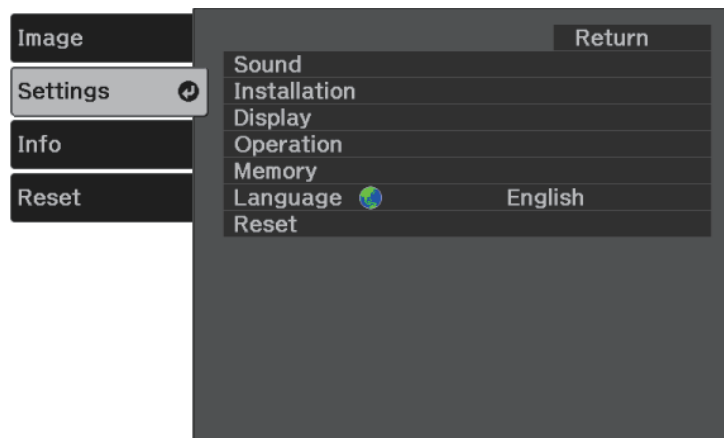 Image
Settings
Info
Reset
Return
Sound
Installation
Display
Operation
Memory
Language English
Reset